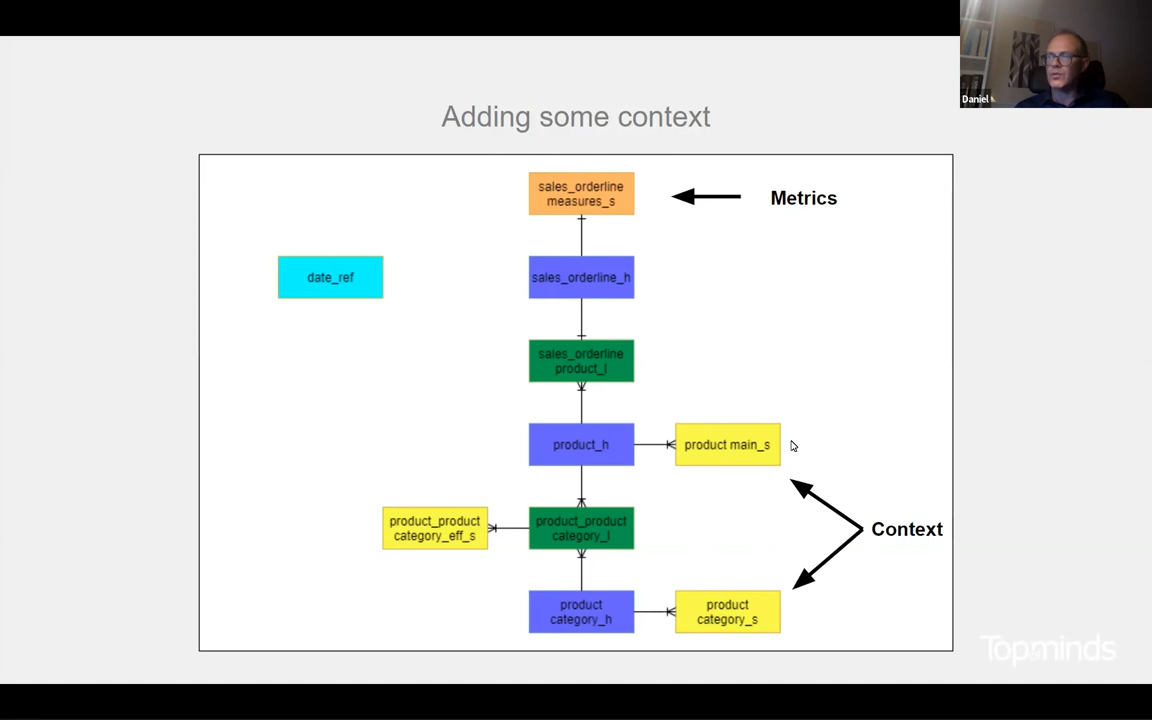 Daniel
Adding some context
sales_orderline
measures_s
Metrics
date_ref
sales_orderline_h
sales_orderline
product_l
product_h
product main_s
product_product
category_eff_s
product_product
category_l
Context
product
category_h
product
category_s
Topminds